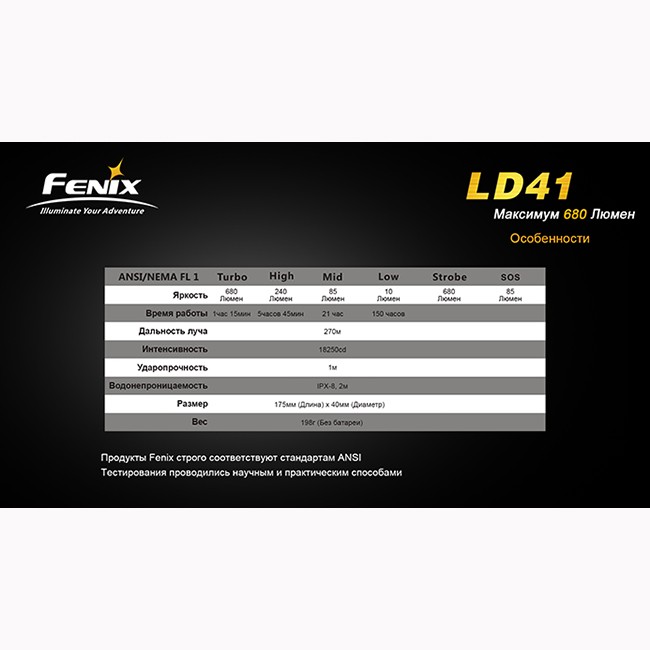 FENIX
Illuminate Your Adventure
LD41
Максимум 680 Люмен
Особенности
ANSI/NEMA FL 1 Turbo High Mid Low Strobe SOS
Яркость 680 Люмен 240 Люмен 85 Люмен 10 Люмен 680 Люмен 85 Люмен
Время работы 1час 15мин 5часов 45мин 21 час 150 часов
Дальность луча 270м
Интенсивность 18250cd
Ударопрочность 1м
Водонепроницаемость IPX-8, 2м
Размер 175мм (Длина) x 40мм (Диаметр)
Вес 198г (Без батареи)
Продукты Fenix строго соответствуют стандартам ANSI
Тестирования проводились научным и практическим способами